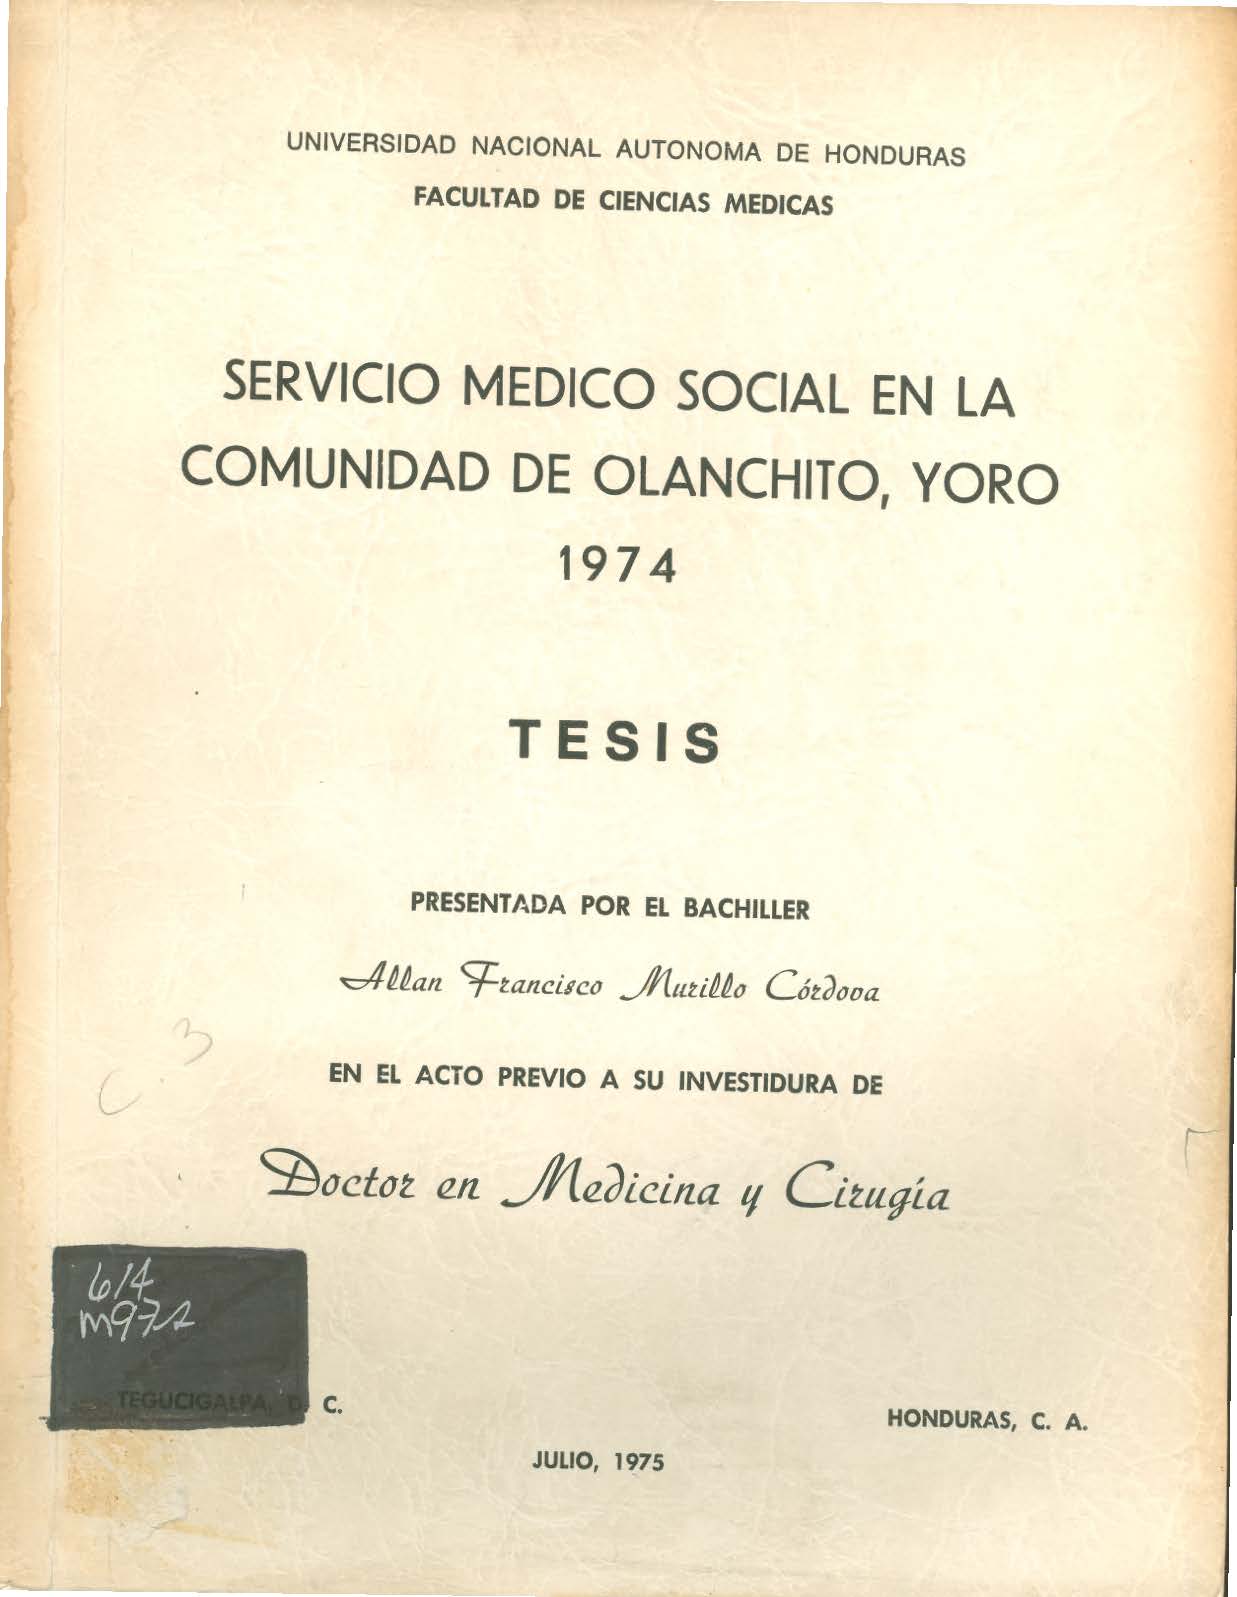 UNIVERSIDAD NACIONAL AUTONOMA DE HONDURAS
FACULTAD DE CIENCIAS MEDICAS
SERVICIO MEDICO SOCIAL EN LA
COMUNIDAD DE OLANCHITO, YORO
1974
TESIS
PRESENTADA POR EL BACHILLER
Allan Francisco Murillo Córdova
C. 3
EN EL ACTO PREVIO A SU INVESTIDURA DE
Doctor en Medicina y Cirugía
614
M97s
TEGUCIGALPA, D. C.
HONDURAS, C. A.
JULIO, 1975